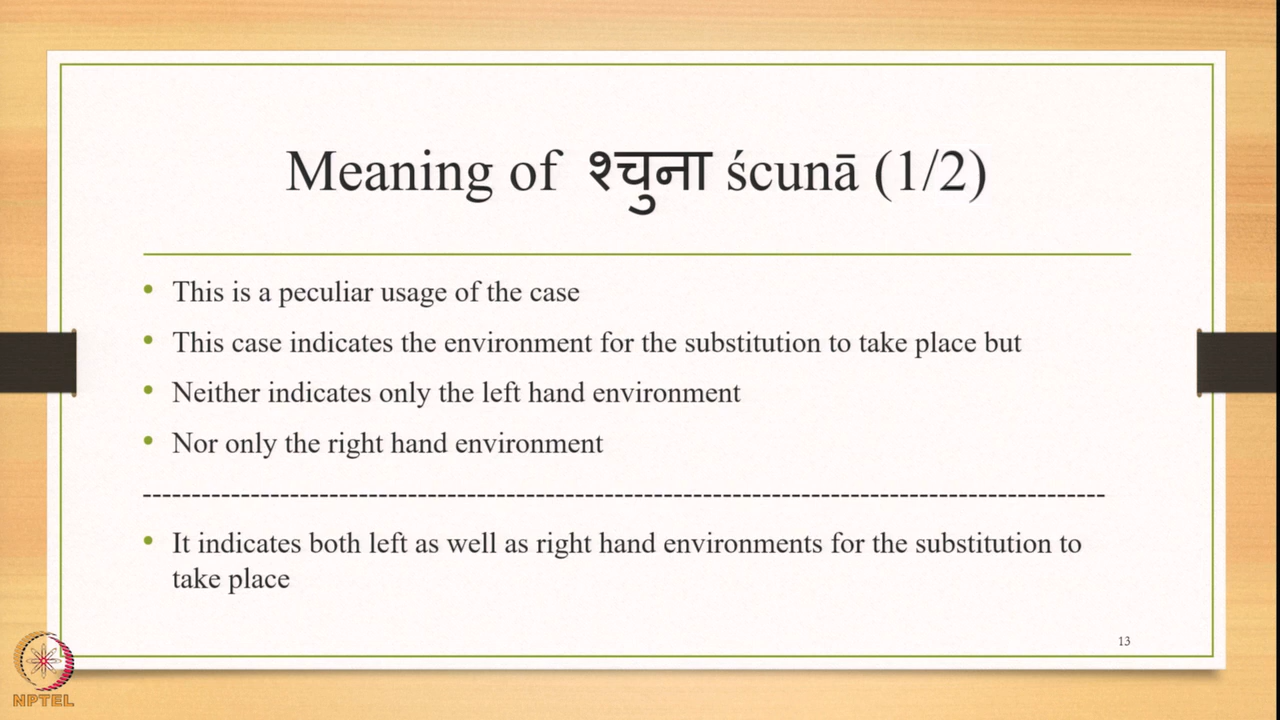 Meaning of श्चुना ścunā (1/2)
• This is a peculiar usage of the case
• This case indicates the environment for the substitution to take place but
• Neither indicates only the left hand environment
• Nor only the right hand environment
--------------------------------------------------------------------------------------------------
• It indicates both left as well as right hand environments for the substitution to
take place
13
NPTEL